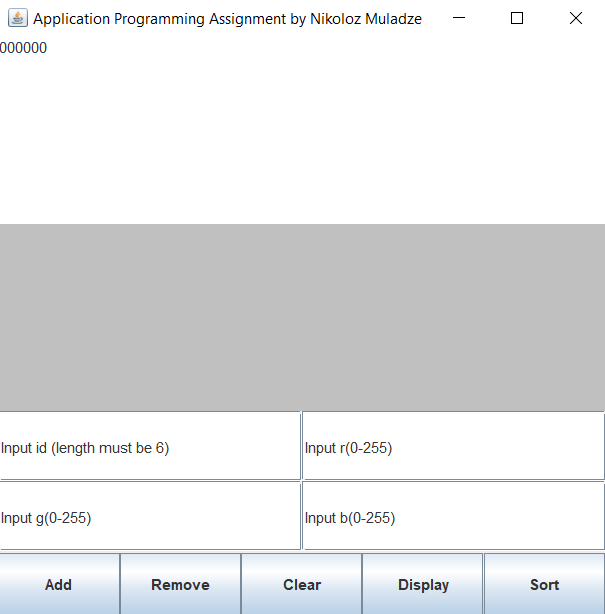 Application Programming Assignment by Nikoloz Muladze
000000
Input id (length must be 6)
Input r(0-255)
Input g(0-255)
Input b(0-255)
Add
Remove
Clear
Display
Sort